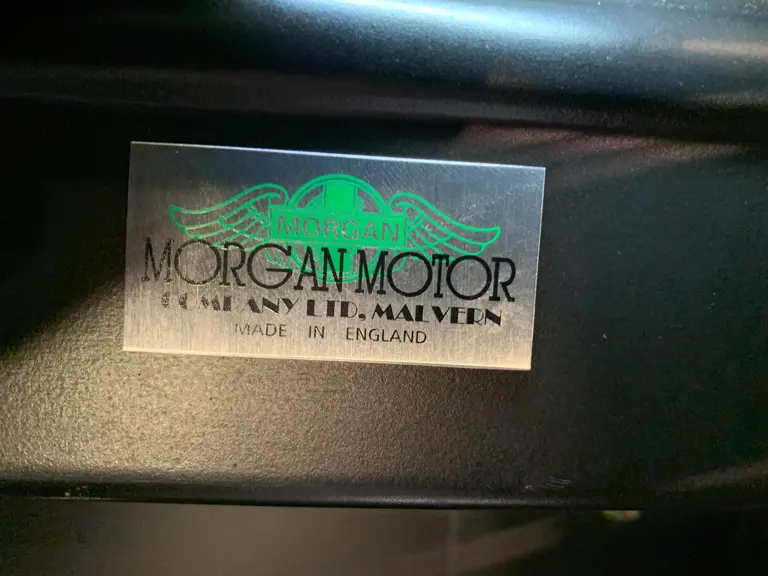 MORGAN
MORGAN MOTOR
COMPANY LTD, MALVERN
MADE IN ENGLAND